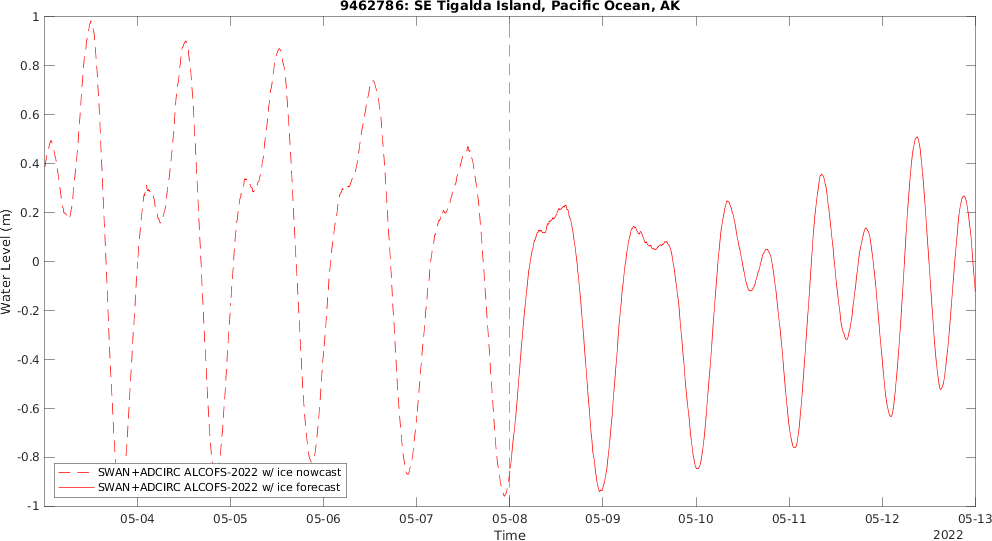 9462786: SE Tigalda Island, Pacific Ocean, AK
1
0.8
0.6
0.4
0.2
0
-0.2
-0.4
-0.6
-0.8
-1
Water Level (m)
SWAN+ADCIRC ALCOFS-2022 w/ ice nowcast
SWAN+ADCIRC ALCOFS-2022 w/ ice forecast
05-04 05-05 05-06 05-07 05-08 05-09 05-10 05-11 05-12 05-13
Time
2022